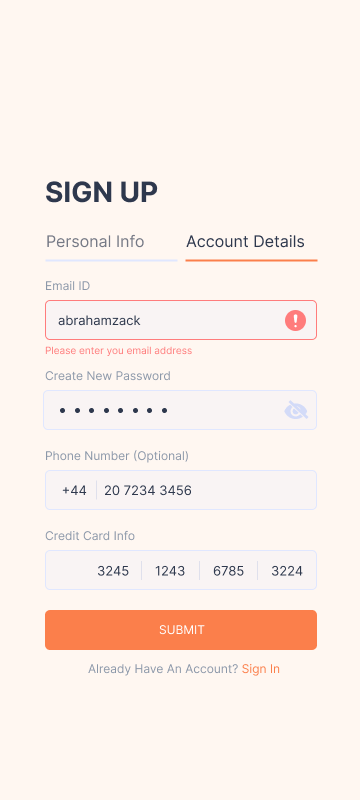 SIGN UP
Personal Info Account Details
Email ID
abrahamzack
Please enter you email address
Create New Password
Phone Number (Optional)
+44 20 7234 3456
Credit Card Info
3245 1243 6785 3224
SUBMIT
Already Have An Account? Sign In